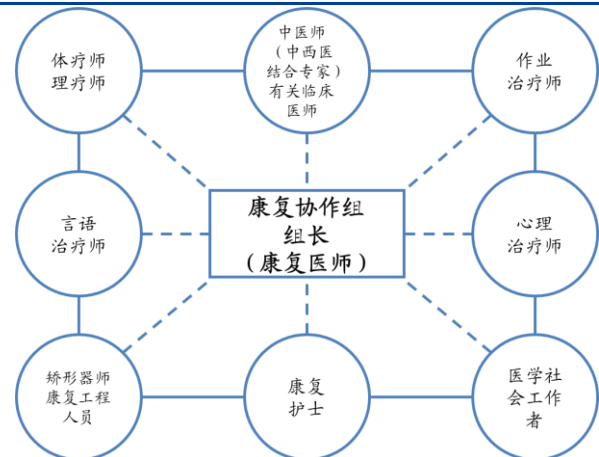 体疗师
理疗师
中医师
（中西医
结合专家）
有关临床
医师
作业
治疗师
言语
治疗师
康复协作组
组长
（康复医师）
心理
治疗师
矫形器师
康复工程
人员
康复
护士
医学社
会工作
者